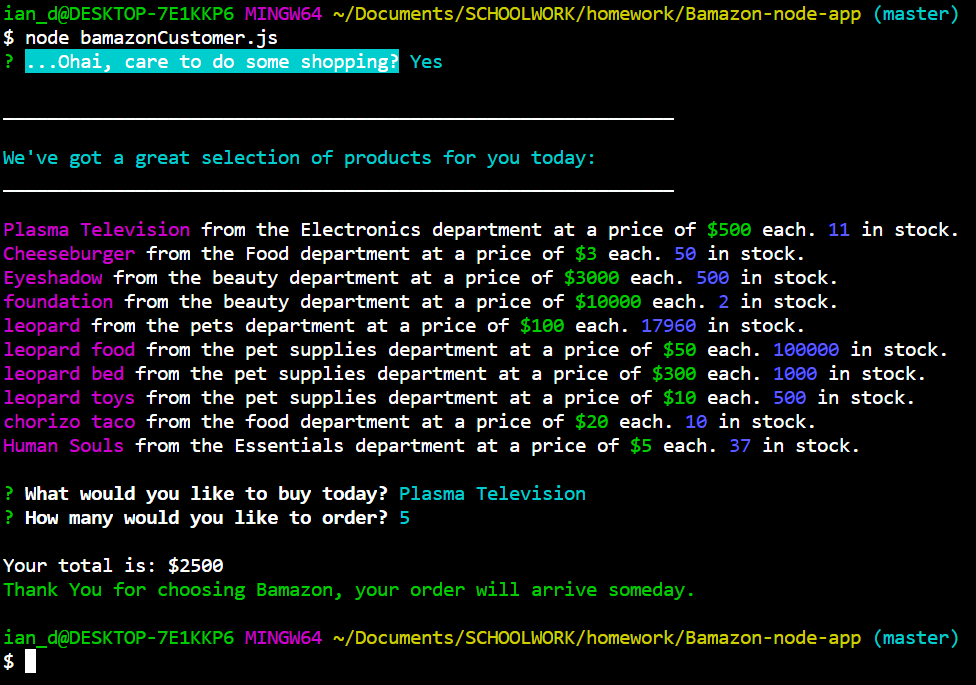 ian_d@DESKTOP-7E1KKP6 MINGW64 ~/Documents/SCHOOLWORK/homework/Bamazon-node-app (master)
$ node bamazonCustomer.js
? ...Ohai, care to do some shopping? Yes
We've got a great selection of products for you today:
Plasma Television from the Electronics department at a price of $500 each. 11 in stock.
Cheeseburger from the Food department at a price of $3 each. 50 in stock.
Eyeshadow from the beauty department at a price of $3000 each. 500 in stock.
foundation from the beauty department at a price of $10000 each. 2 in stock.
leopard from the pets department at a price of $100 each. 17960 in stock.
leopard food from the pet supplies department at a price of $50 each. 100000 in stock.
leopard bed from the pet supplies department at a price of $300 each. 1000 in stock.
leopard toys from the pet supplies department at a price of $10 each. 500 in stock.
chorizo taco from the food department at a price of $20 each. 10 in stock.
Human Souls from the Essentials department at a price of $5 each. 37 in stock.
? What would you like to buy today? Plasma Television
? How many would you like to order? 5
Your total is: $2500
Thank You for choosing Bamazon, your order will arrive someday.
ian_d@DESKTOP-7E1KKP6 MINGW64 ~/Documents/SCHOOLWORK/homework/Bamazon-node-app (master)
$